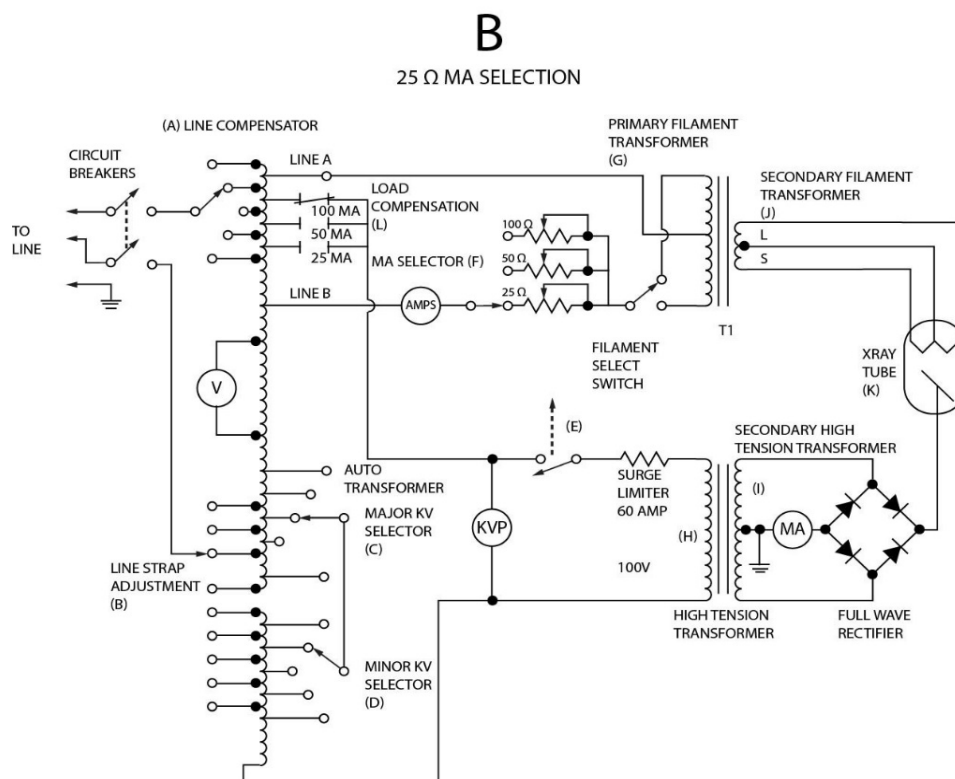 B
25 Ω MA SELECTION
(A) LINE COMPENSATOR
CIRCUIT
BREAKERS
TO
LINE
LINE A
LOAD
COMPENSATION
(L)
100 MA
50 MA
25 MA
MA SELECTOR (F)
LINE B
AMPS
100 Ω
50 Ω
25 Ω
PRIMARY FILAMENT
TRANSFORMER
(G)
FILAMENT
SELECT
SWITCH
T1
SECONDARY FILAMENT
TRANSFORMER
(J)
L
S
XRAY
TUBE
(K)
V
AUTO
TRANSFORMER
MAJOR KV
SELECTOR
(C)
LINE STRAP
ADJUSTMENT
(B)
MINOR KV
SELECTOR
(D)
(E)
KVP
SURGE
LIMITER
60 AMP
(H)
100V
HIGH TENSION
TRANSFORMER
SECONDARY HIGH
TENSION TRANSFORMER
(I)
MA
FULL WAVE
RECTIFIER